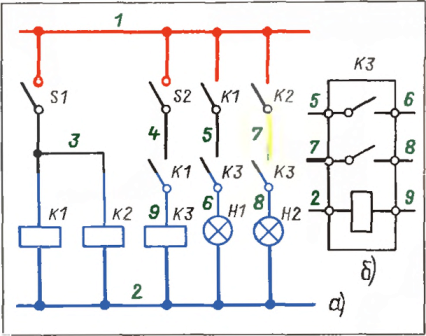 1
S1 S2 K1 K2 K3
3 4 5 7 5 6
K1 K3 K3 7 8
K1 K2 9 K3 6 H1 8 H2 2 9
2 а) б)